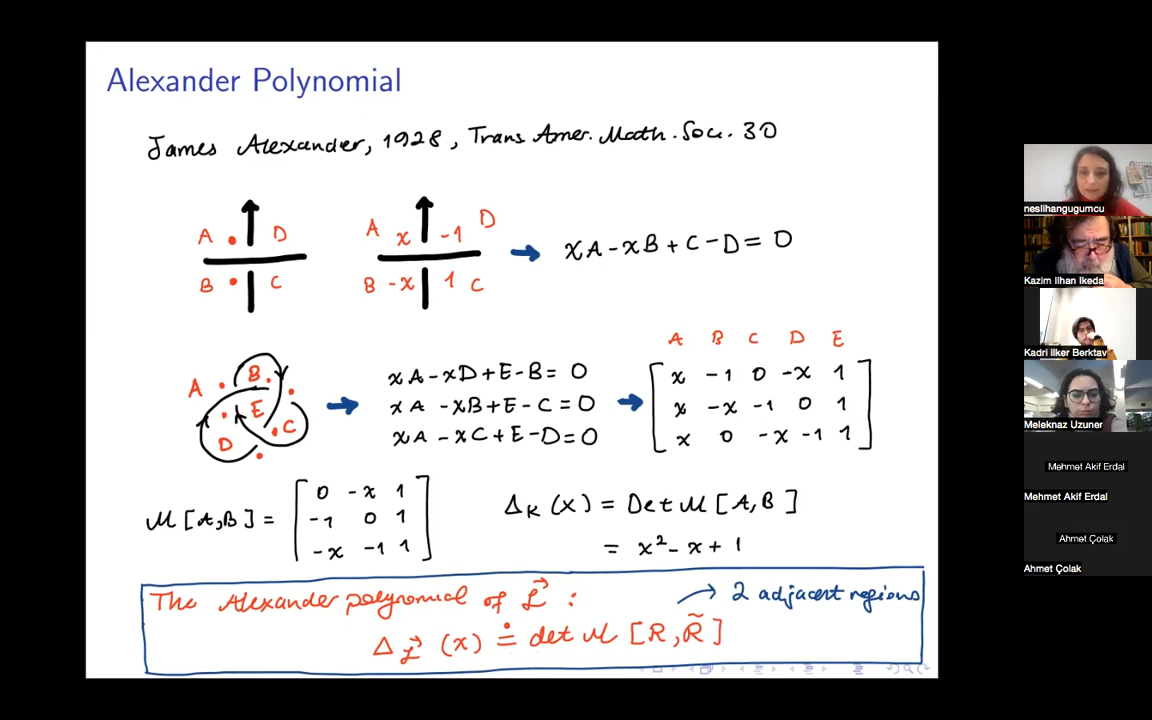 Alexander Polynomial
James Alexander, 1928, Trans. Amer. Math. Soc. 30
A D
B C
A x -1 D
B -x 1 C
xA - xB + C - D = 0
A B E C D
xA - xD + E - B = 0
xA - xB + E - C = 0
xA - xC + E - D = 0
A B C D E
x -1 0 -x 1
x -x -1 0 1
x 0 -x -1 1
M [A,B] =
0 -x 1
-1 0 1
-x -1 1
Δ_K (x) = Det M [A, B]
= x² - x + 1
The Alexander polynomial of L⃗ :
2 adjacent regions
Δ_L⃗ (x) ≐ det M [R, R̃]
neslihangugumcu
Kazim Ilhan Ikeda
Kadri ilker Berktav
Meleknaz Uzuner
Mehmet Akif Erdal
Mehmet Akif Erdal
Ahmet Çolak
Ahmet Çolak